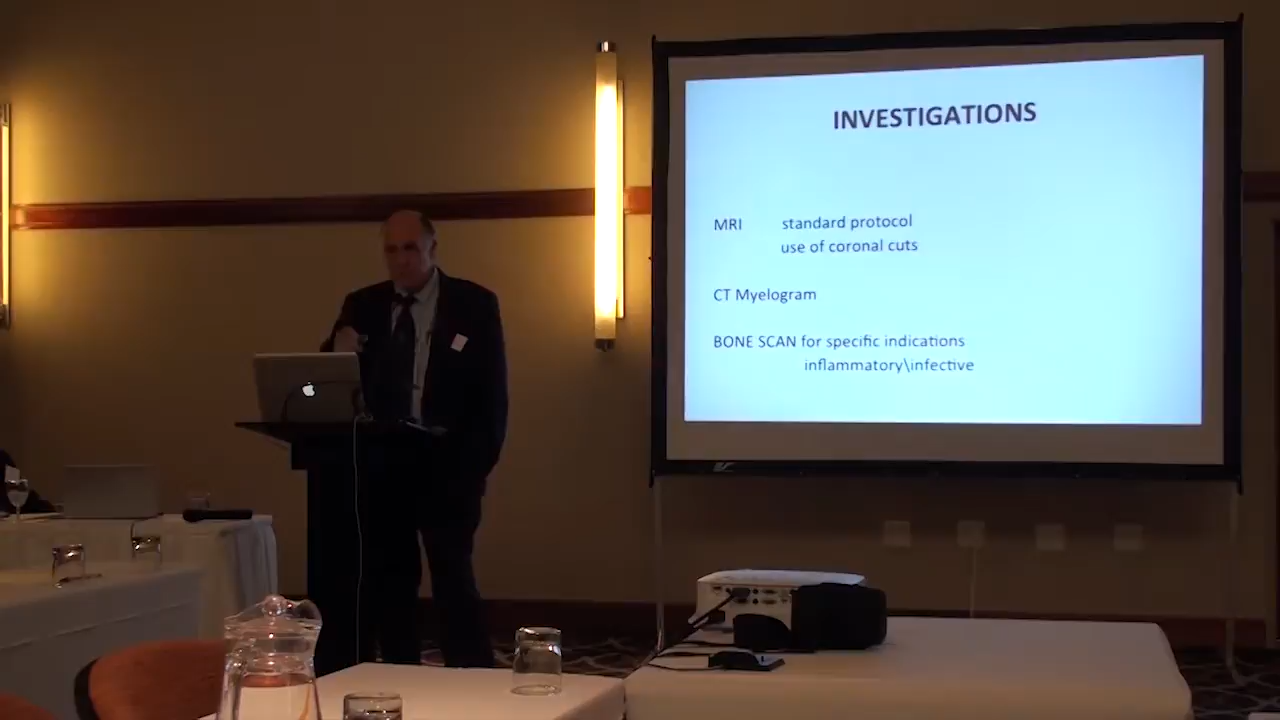 INVESTIGATIONS
MRI standard protocol
use of coronal cuts
CT Myelogram
BONE SCAN for specific indications
inflammatory\infective